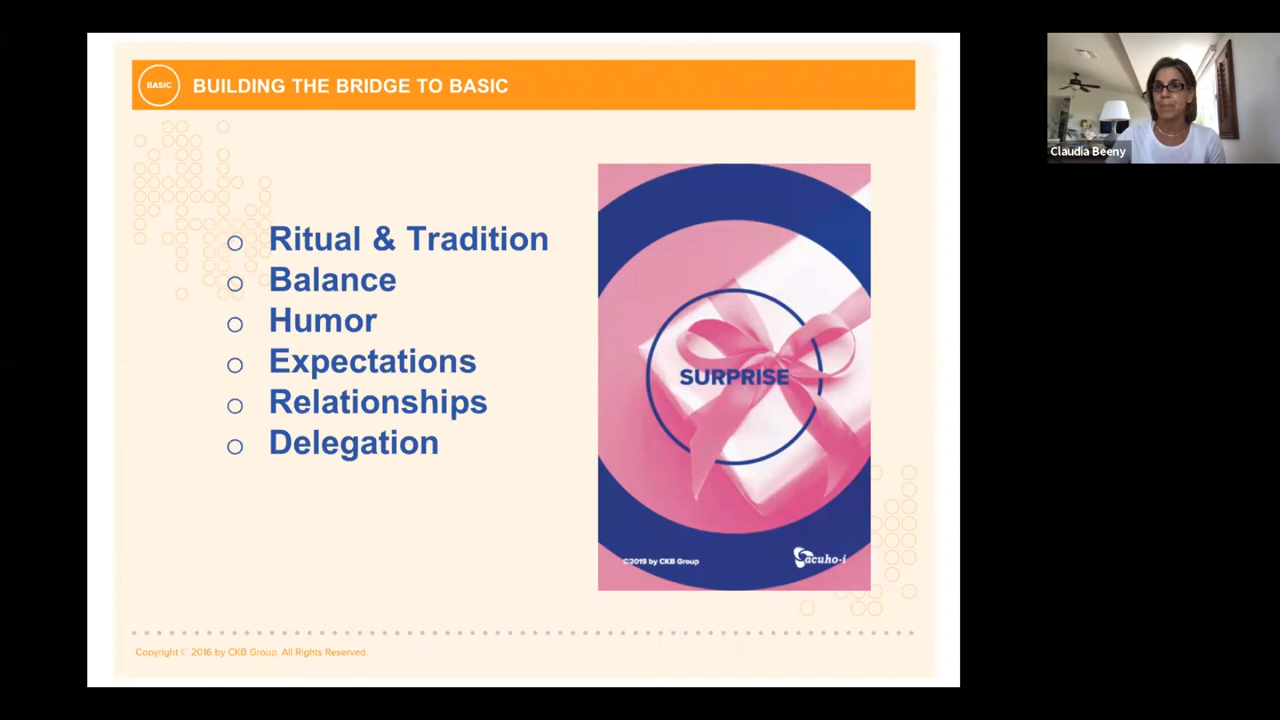 BASIC
BUILDING THE BRIDGE TO BASIC
Ritual & Tradition
Balance
Humor
Expectations
Relationships
Delegation
SURPRISE
©2019 by CKB Group
acuho-i
Copyright © 2016 by CKB Group. All Rights Reserved.
Claudia Beeny